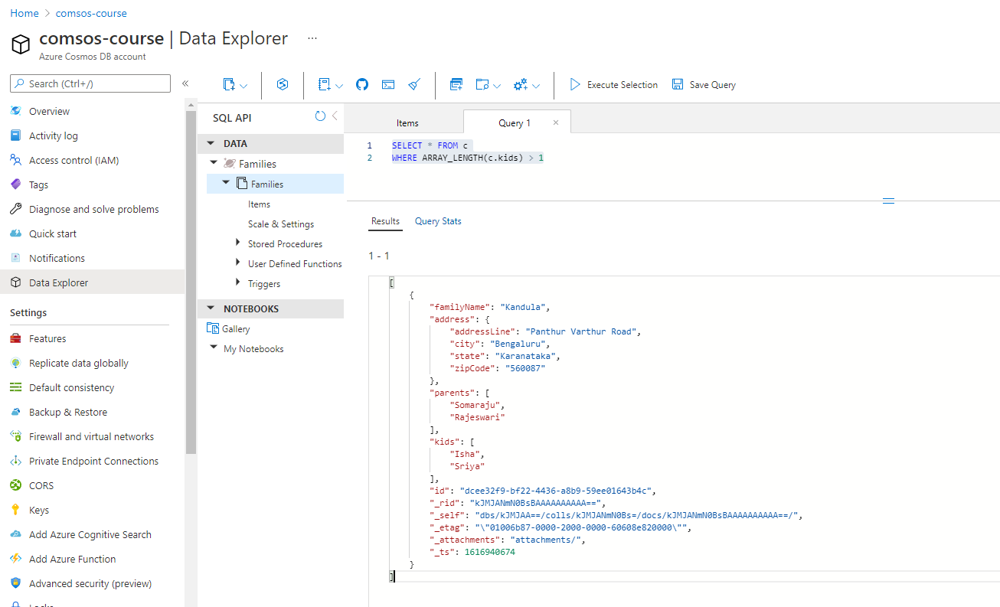 Home > comsos-course
comsos-course | Data Explorer ...
Azure Cosmos DB account
Search (Ctrl+/)
«
Overview
Activity log
Access control (IAM)
Tags
Diagnose and solve problems
Quick start
Notifications
Data Explorer
Settings
Features
Replicate data globally
Default consistency
Backup & Restore
Firewall and virtual networks
Private Endpoint Connections
CORS
Keys
Add Azure Cognitive Search
Add Azure Function
Advanced security (preview)
Locks
Execute Selection
Save Query
SQL API
DATA
Families
Families
Items
Scale & Settings
Stored Procedures
User Defined Functions
Triggers
NOTEBOOKS
Gallery
My Notebooks
Items
Query 1 ×
1 SELECT * FROM c
2 WHERE ARRAY_LENGTH(c.kids) > 1
Results Query Stats
1 - 1
[
{
"familyName": "Kandula",
"address": {
"addressLine": "Panthur Varthur Road",
"city": "Bengaluru",
"state": "Karanataka",
"zipCode": "560087"
},
"parents": [
"Somaraju",
"Rajeswari"
],
"kids": [
"Isha",
"Sriya"
],
"id": "dcee32f9-bf22-4436-a8b9-59ee01643b4c",
"_rid": "kJMJANmN0BsBAAAAAAAAAA==",
"_self": "dbs/kJMJAA==/colls/kJMJANmN0Bs=/docs/kJMJANmN0BsBAAAAAAAAAA==/",
"_etag": "\"01006b87-0000-2000-0000-60608e820000\"",
"_attachments": "attachments/",
"_ts": 1616940674
}
]